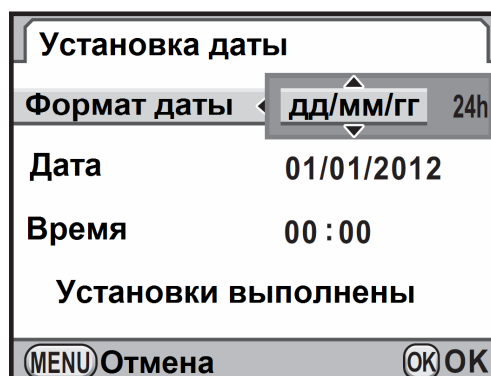 Установка даты
Формат даты дд/мм/гг 24h
Дата 01/01/2012
Время 00:00
Установки выполнены
MENU Отмена OK OK